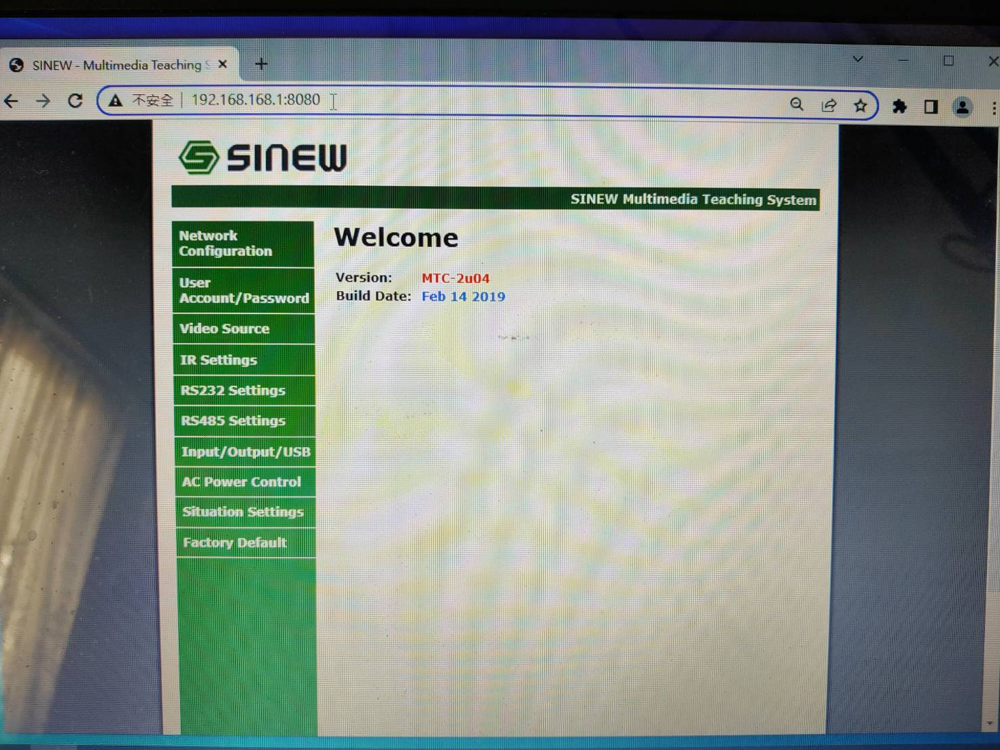 SINEW - Multimedia Teaching S
不安全 192.168.168.1:8080
SINEW
SINEW Multimedia Teaching System
Network
Configuration
User
Account/Password
Video Source
IR Settings
RS232 Settings
RS485 Settings
Input/Output/USB
AC Power Control
Situation Settings
Factory Default
Welcome
Version: MTC-2u04
Build Date: Feb 14 2019